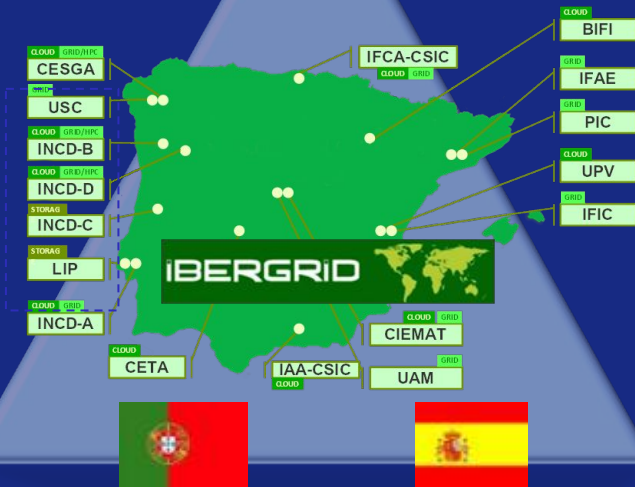 CLOUD GRID/HPC
CESGA
GRID
USC
CLOUD GRID/HPC
INCD-B
CLOUD GRID/HPC
INCD-D
STORAG
INCD-C
STORAG
LIP
CLOUD GRID
INCD-A
CLOUD
CETA
IFCA-CSIC
CLOUD GRID
iBERGRiD
IAA-CSIC
CLOUD
CLOUD GRID
CIEMAT
GRID
UAM
CLOUD
BIFI
GRID
IFAE
GRID
PIC
CLOUD
UPV
GRID
IFIC